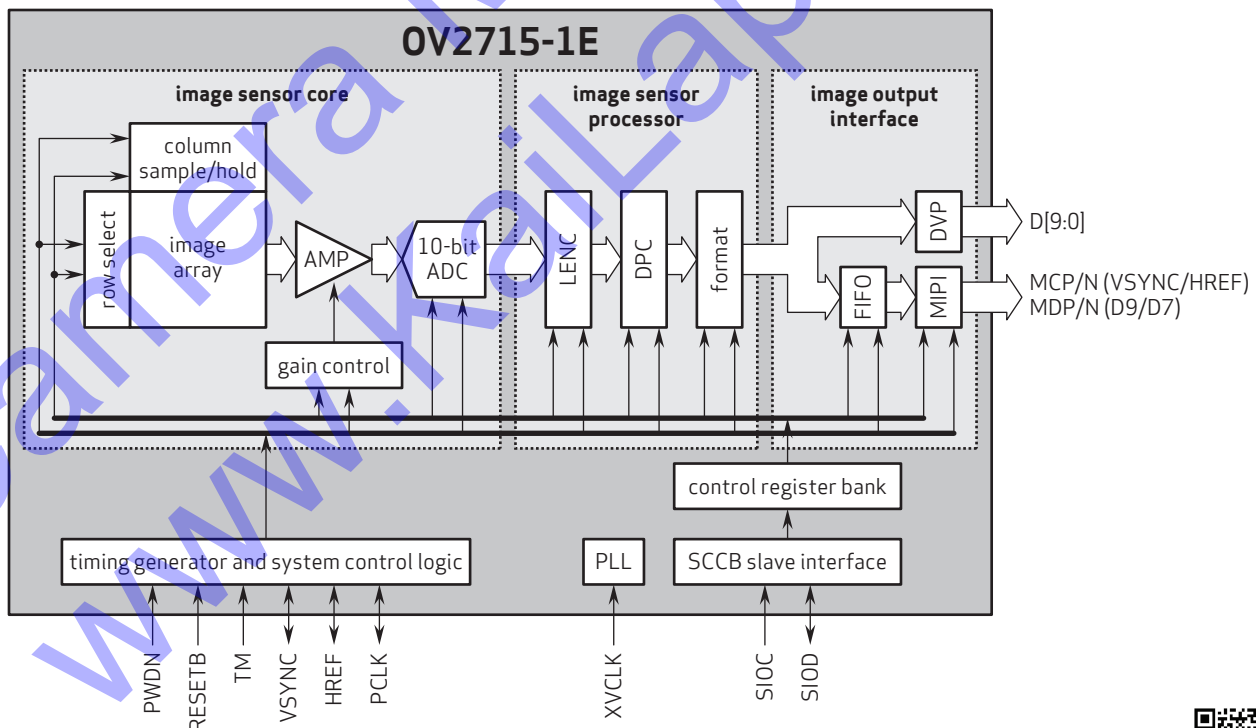 OV2715-1E
image sensor core
image sensor
processor
image output
interface
column
sample/hold
row select
image
array
AMP
10-bit
ADC
gain control
LENC
DPC
format
DVP
FIFO
MIPI
D[9:0]
MCP/N (VSYNC/HREF)
MDP/N (D9/D7)
control register bank
timing generator and system control logic
PLL
SCCB slave interface
PWDN
RESETB
TM
VSYNC
HREF
PCLK
XVCLK
SIOC
SIOD
Camera
www.KaiLap